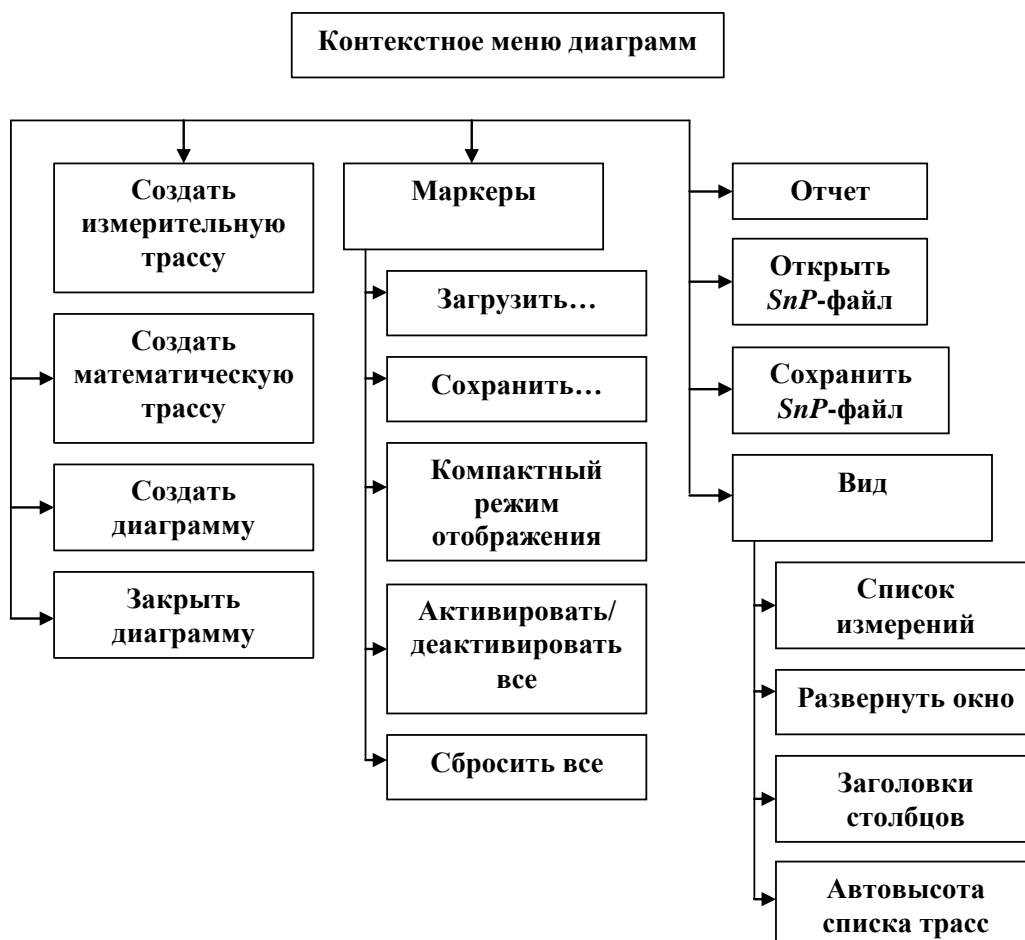 Контекстное меню диаграмм
Создать
измерительную
трассу
Создать
математическую
трассу
Создать
диаграмму
Закрыть
диаграмму
Маркеры
Загрузить…
Сохранить…
Компактный
режим
отображения
Активировать/
деактивировать
все
Сбросить все
Отчет
Открыть
SnP-файл
Сохранить
SnP-файл
Вид
Список
измерений
Развернуть окно
Заголовки
столбцов
Автовысота
списка трасс